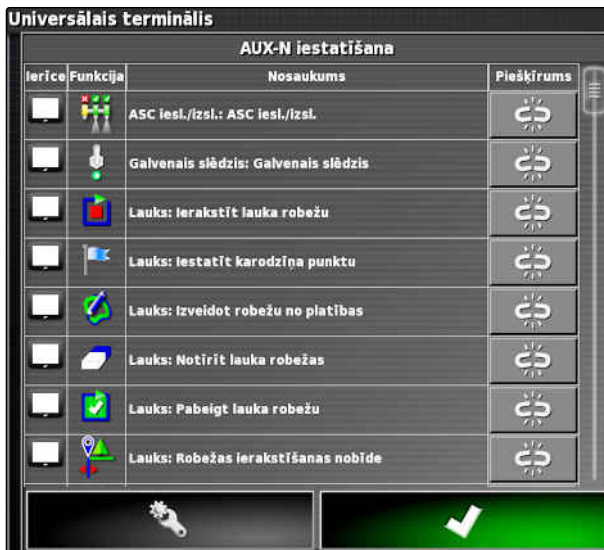 Universālais terminālis
AUX-N iestatīšana
Ierīce Funkcija Nosaukums Piešķīrums
ASC iesl./izsl.: ASC iesl./izsl.
Galvenais slēdzis: Galvenais slēdzis
Lauks: Ierakstīt lauka robežu
Lauks: Iestatīt karodziņa punktu
Lauks: Izveidot robežu no platības
Lauks: Notīrīt lauka robežas
Lauks: Pabeigt lauka robežu
Lauks: Robežas ierakstīšanas nobīde